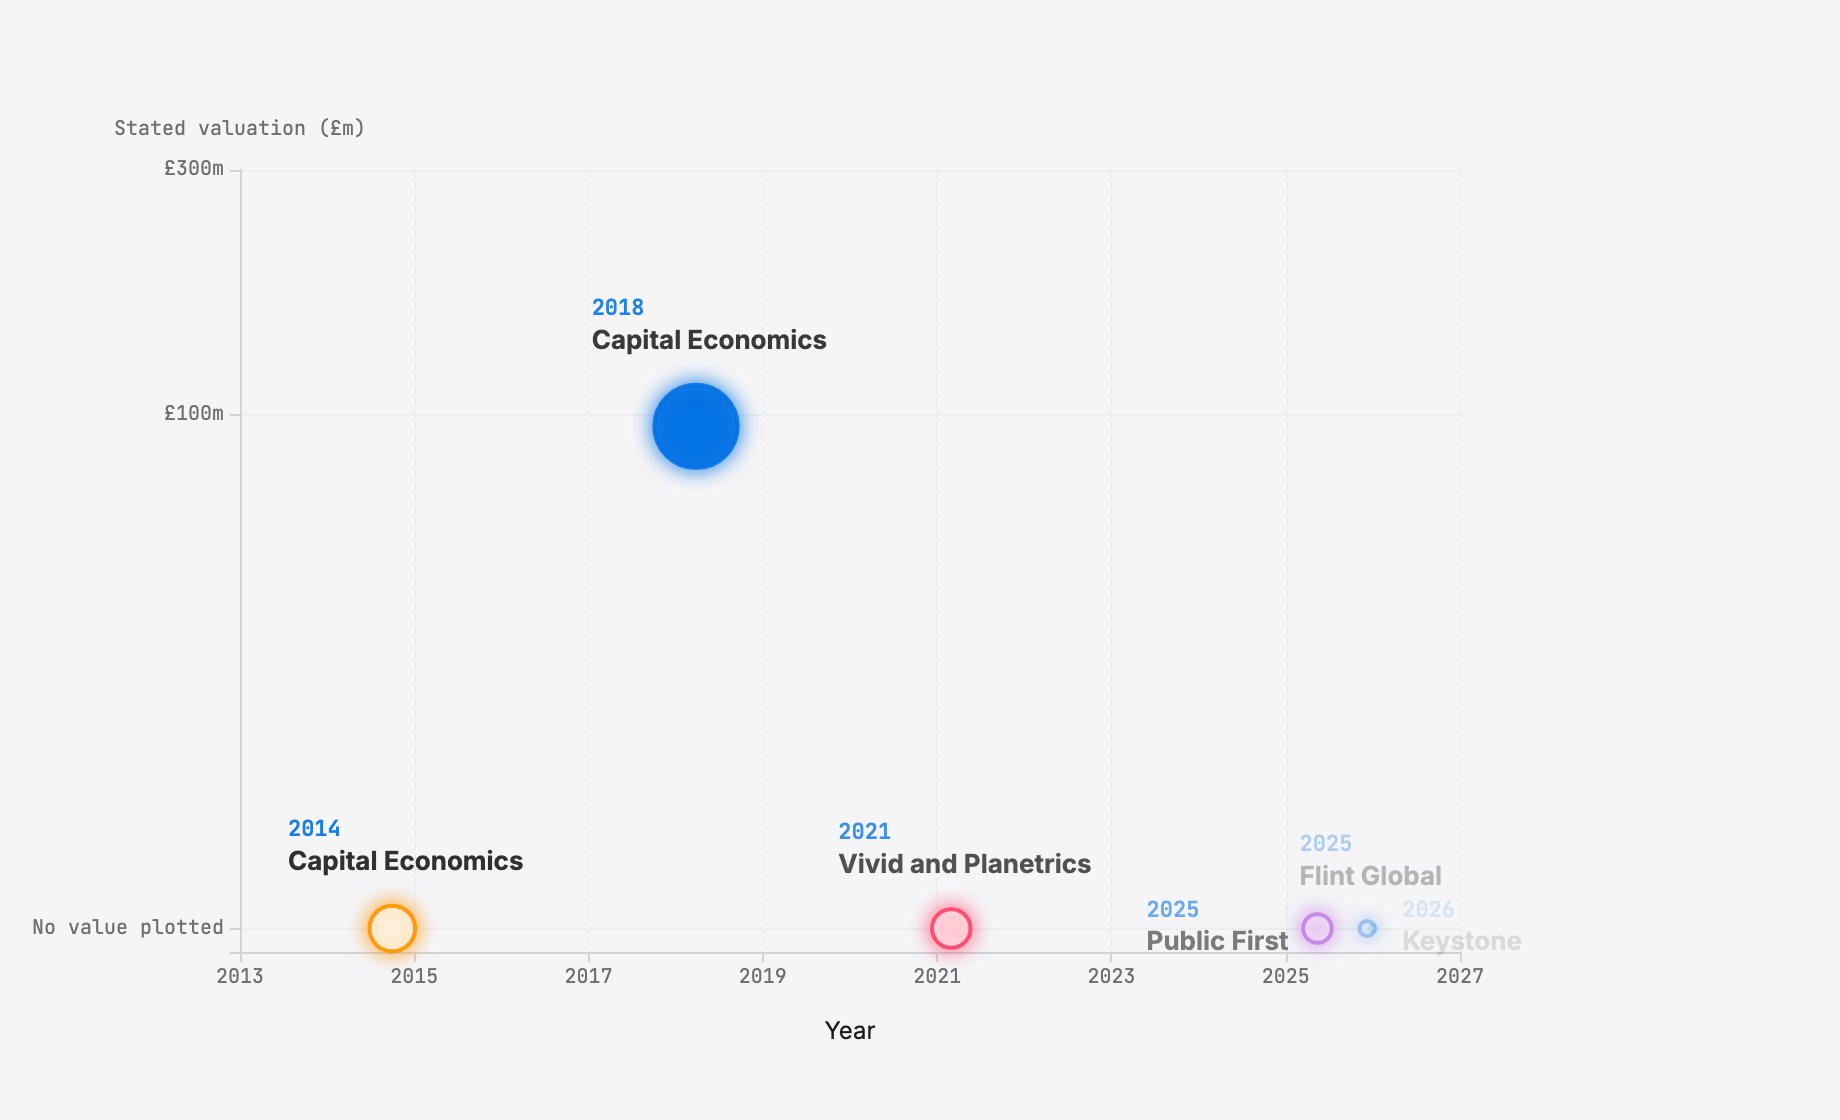 Stated valuation (£m)
£300m
2018
Capital Economics
£100m
2014
Capital Economics
2021
Vivid and Planetrics
2025
Flint Global
2025
Public First
2026
Keystone
No value plotted
2013
2015
2017
2019
2021
2023
2025
2027
Year